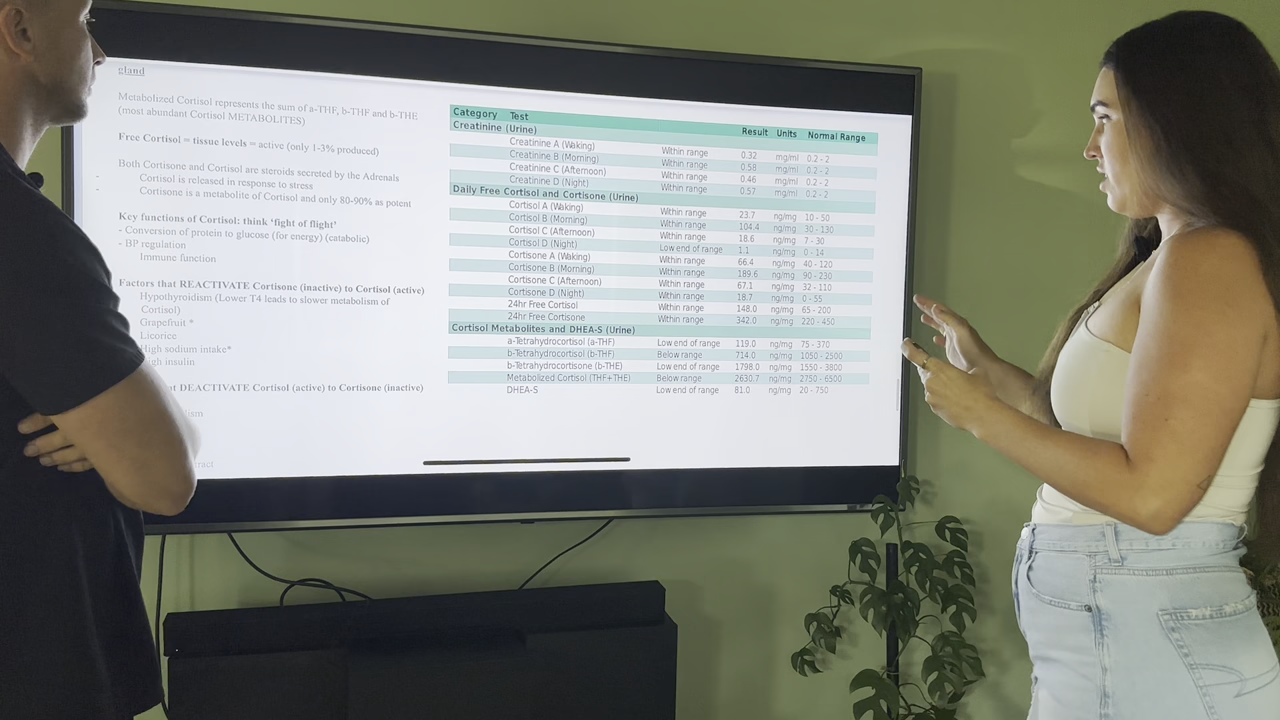 gland
Metabolized Cortisol represents the sum of a-THF, b-THF and b-THE
(most abundant Cortisol METABOLITES)
Free Cortisol = tissue levels = active (only 1-3% produced)
Both Cortisone and Cortisol are steroids secreted by the Adrenals
Cortisol is released in response to stress
- Cortisone is a metabolite of Cortisol and only 80-90% as potent
Key functions of Cortisol: think ‘fight of flight’
- Conversion of protein to glucose (for energy) (catabolic)
- BP regulation
Immune function
Factors that REACTIVATE Cortisone (inactive) to Cortisol (active)
Hypothyroidism (Lower T4 leads to slower metabolism of
Cortisol)
Grapefruit *
Licorice
High sodium intake*
insulin
DEACTIVATE Cortisol (active) to Cortisone (inactive)
Category Test Result Units Normal Range
Creatinine (Urine)
Creatinine A (Waking) Within range 0.32 mg/ml 0.2 - 2
Creatinine B (Morning) Within range 0.58 mg/ml 0.2 - 2
Creatinine C (Afternoon) Within range 0.46 mg/ml 0.2 - 2
Creatinine D (Night) Within range 0.57 mg/ml 0.2 - 2
Daily Free Cortisol and Cortisone (Urine)
Cortisol A (Waking) Within range 23.7 ng/mg 10 - 50
Cortisol B (Morning) Within range 104.4 ng/mg 30 - 130
Cortisol C (Afternoon) Within range 18.6 ng/mg 7 - 30
Cortisol D (Night) Low end of range 1.1 ng/mg 0 - 14
Cortisone A (Waking) Within range 66.4 ng/mg 40 - 120
Cortisone B (Morning) Within range 189.6 ng/mg 90 - 230
Cortisone C (Afternoon) Within range 67.1 ng/mg 32 - 110
Cortisone D (Night) Within range 18.7 ng/mg 0 - 55
24hr Free Cortisol Within range 148.0 ng/mg 65 - 200
24hr Free Cortisone Within range 342.0 ng/mg 220 - 450
Cortisol Metabolites and DHEA-S (Urine)
a-Tetrahydrocortisol (a-THF) Low end of range 119.0 ng/mg 75 - 370
b-Tetrahydrocortisol (b-THF) Below range 714.0 ng/mg 1050 - 2500
b-Tetrahydrocortisone (b-THE) Low end of range 1798.0 ng/mg 1550 - 3800
Metabolized Cortisol (THF+THE) Below range 2630.7 ng/mg 2750 - 6500
DHEA-S Low end of range 81.0 ng/mg 20 - 750